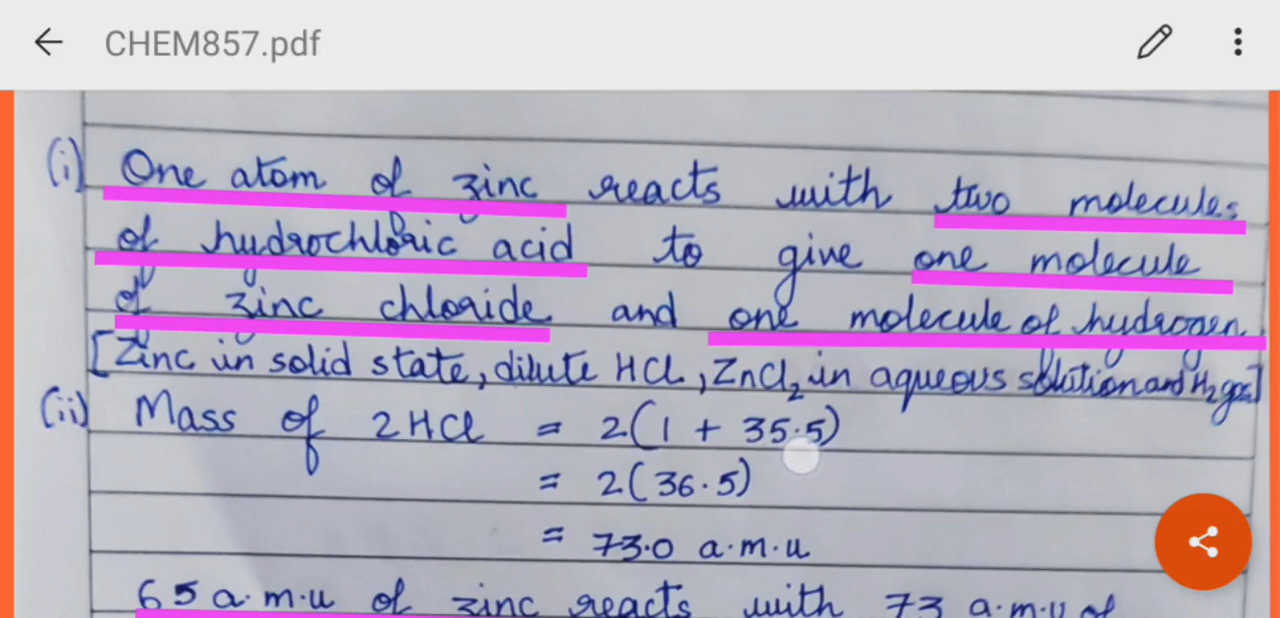 CHEM857.pdf
(i) One atom of zinc reacts with two molecules
of hydrochloric acid to give one molecule
of zinc chloride and one molecule of hydrogen.
[Zinc in solid state, dilute HCl, ZnCl₂ in aqueous solution and H₂ gas]
(ii) Mass of 2HCl = 2(1 + 35.5)
= 2(36.5)
= 73.0 a.m.u
65 a.m.u of zinc reacts with 73 a.m.u of